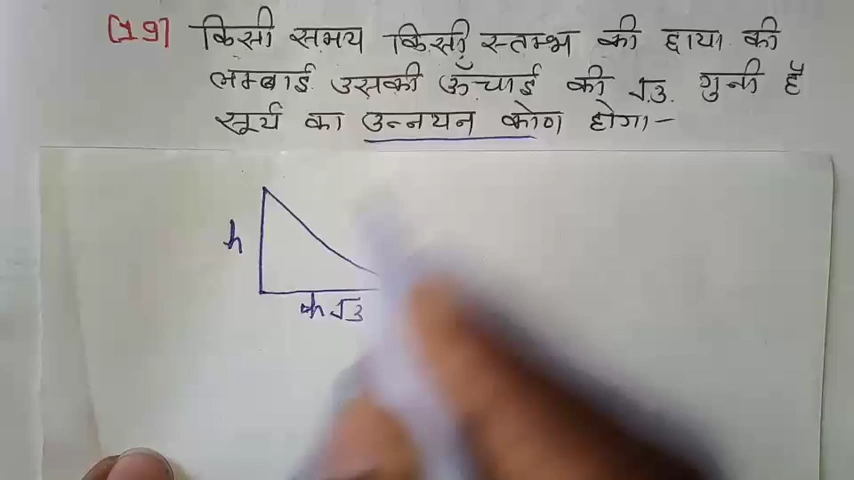 [19] किसी समय किसी स्तम्भ की छाया की
लम्बाई उसकी ऊँचाई की √3 गुनी है
सूर्य का उन्नयन कोण होगा-
h
h√3